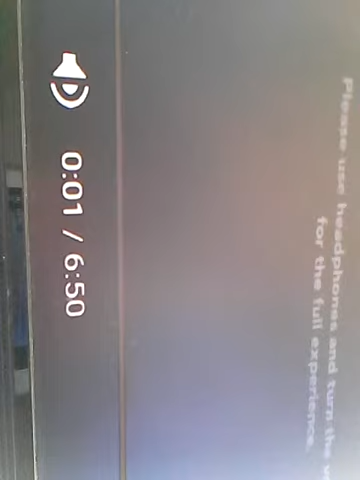 Please use headphones and turn the
for the full experience.
0:01 / 6:50